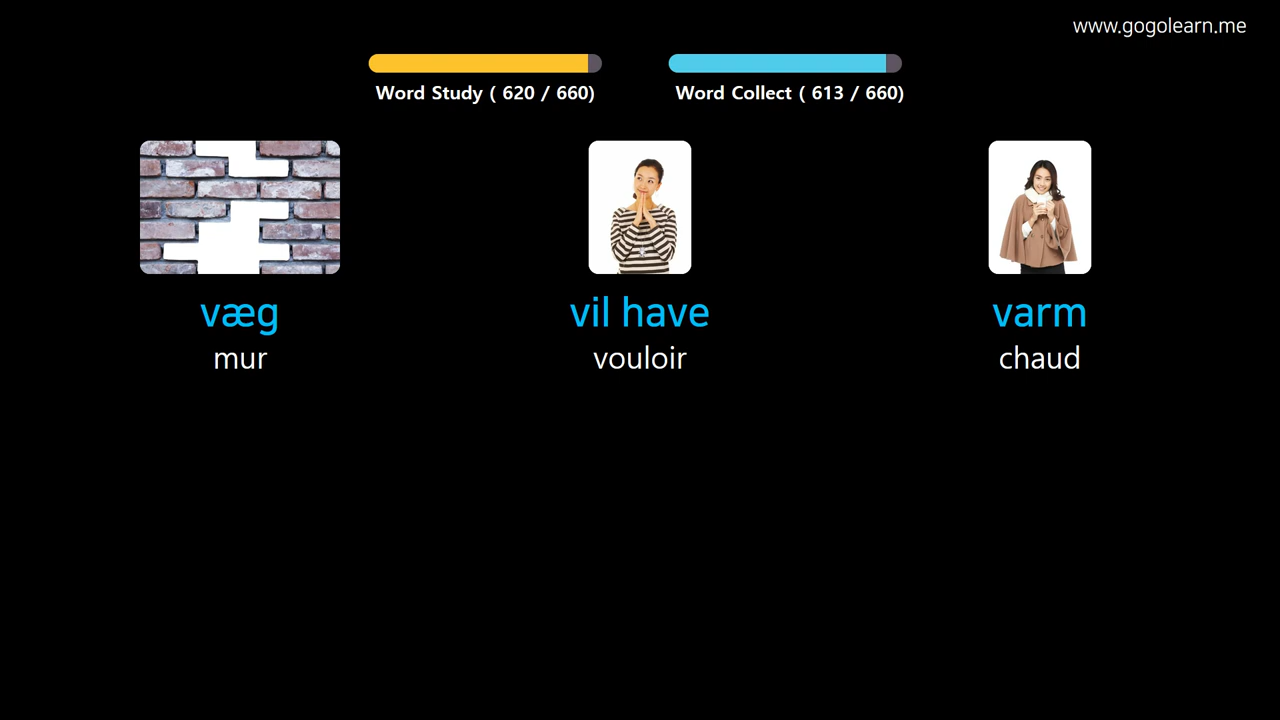 www.gogolearn.me
Word Study ( 620 / 660)
Word Collect ( 613 / 660)
væg
mur
vil have
vouloir
varm
chaud